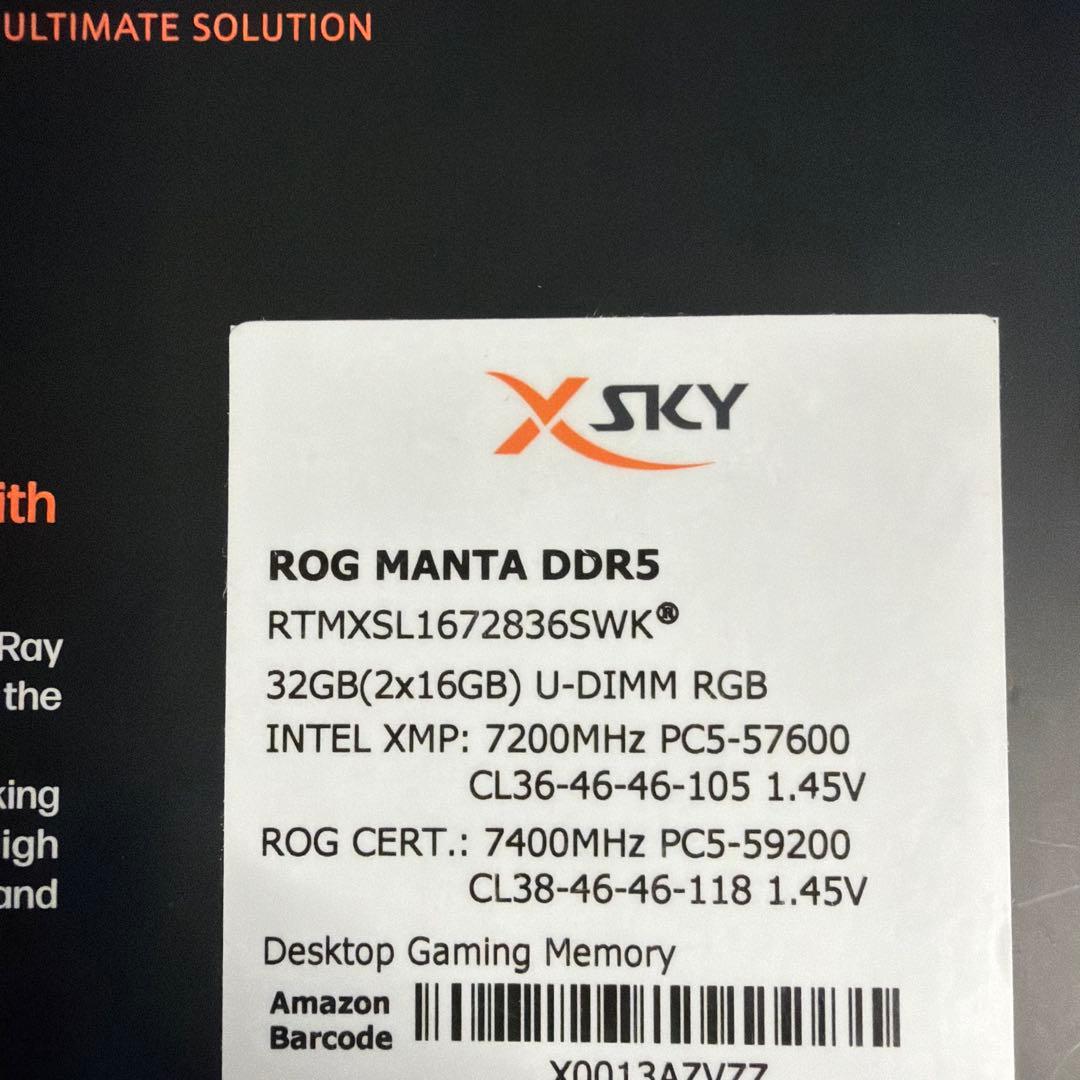 ULTIMATE SOLUTION
ith
Ray
the
king
igh
and
XSKY
ROG MANTA DDR5
RTMXSL1672836SWK®
32GB(2x16GB) U-DIMM RGB
INTEL XMP: 7200MHz PC5-57600
CL36-46-46-105 1.45V
ROG CERT.: 7400MHz PC5-59200
CL38-46-46-118 1.45V
Desktop Gaming Memory
Amazon
Barcode
X0013AZVZZ